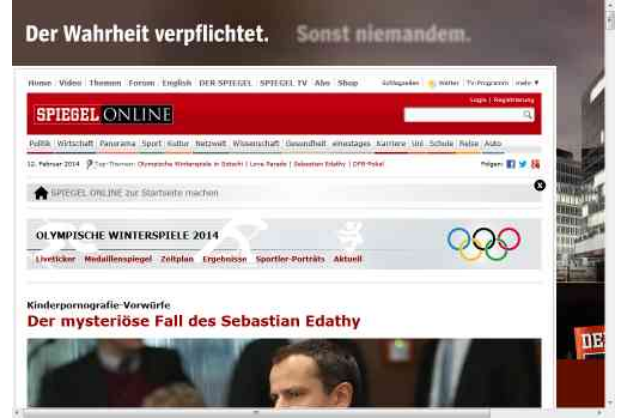 Der Wahrheit verpflichtet. Sonst niemandem.
Home Video Themen Forum English DER SPIEGEL SPIEGEL TV Abo Shop Schlagzeilen Wetter TV-Programm mehr ▼
Login | Registrierung
SPIEGEL ONLINE
Politik Wirtschaft Panorama Sport Kultur Netzwelt Wissenschaft Gesundheit einestages Karriere Uni Schule Reise Auto
12. Februar 2014 Top-Themen: Olympische Winterspiele in Sotschi | Love Parade | Sebastian Edathy | DFB-Pokal Folgen:
SPIEGEL ONLINE zur Startseite machen
OLYMPISCHE WINTERSPIELE 2014
Liveticker Medaillenspiegel Zeitplan Ergebnisse Sportler-Porträts Aktuell
Kinderpornografie-Vorwürfe
Der mysteriöse Fall des Sebastian Edathy
DE